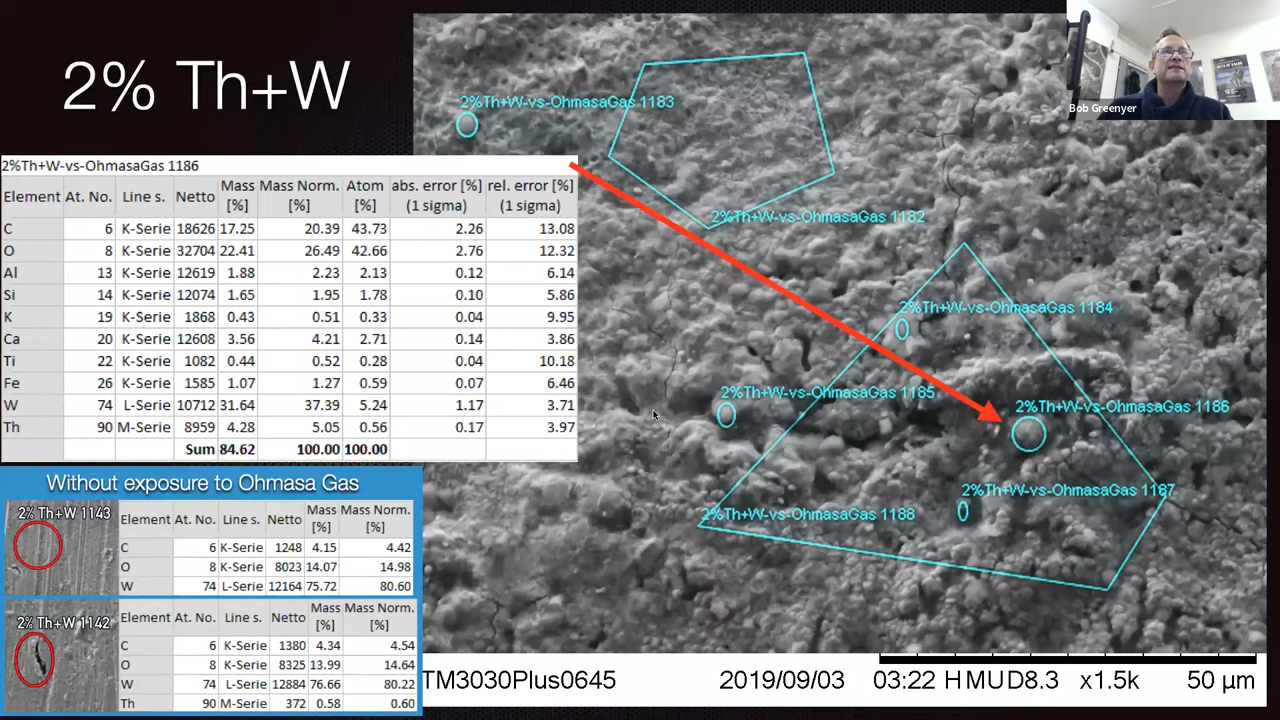 2% Th+W
Bob Greenyer
2%Th+W-vs-OhmasaGas 1183
2%Th+W-vs-OhmasaGas 1182
2%Th+W-vs-OhmasaGas 1184
2%Th+W-vs-OhmasaGas 1185
2%Th+W-vs-OhmasaGas 1186
2%Th+W-vs-OhmasaGas 1187
2%Th+W-vs-OhmasaGas 1188
2%Th+W-vs-OhmasaGas 1186
Element At. No. Line s. Netto Mass [%] Mass Norm. [%] Atom [%] abs. error [%] (1 sigma) rel. error [%] (1 sigma)
C 6 K-Serie 18626 17.25 20.39 43.73 2.26 13.08
O 8 K-Serie 32704 22.41 26.49 42.66 2.76 12.32
Al 13 K-Serie 12619 1.88 2.23 2.13 0.12 6.14
Si 14 K-Serie 12074 1.65 1.95 1.78 0.10 5.86
K 19 K-Serie 1868 0.43 0.51 0.33 0.04 9.95
Ca 20 K-Serie 12608 3.56 4.21 2.71 0.14 3.86
Ti 22 K-Serie 1082 0.44 0.52 0.28 0.04 10.18
Fe 26 K-Serie 1585 1.07 1.27 0.59 0.07 6.46
W 74 L-Serie 10712 31.64 37.39 5.24 1.17 3.71
Th 90 M-Serie 8959 4.28 5.05 0.56 0.17 3.97
Sum 84.62 100.00 100.00
Without exposure to Ohmasa Gas
2% Th+W 1143
Element At. No. Line s. Netto Mass [%] Mass Norm. [%]
C 6 K-Serie 1248 4.15 4.42
O 8 K-Serie 8023 14.07 14.98
W 74 L-Serie 12164 75.72 80.60
2% Th+W 1142
Element At. No. Line s. Netto Mass [%] Mass Norm. [%]
C 6 K-Serie 1380 4.34 4.54
O 8 K-Serie 8325 13.99 14.64
W 74 L-Serie 12884 76.66 80.22
Th 90 M-Serie 372 0.58 0.60
TM3030Plus0645 2019/09/03 03:22 HMUD8.3 x1.5k 50 µm